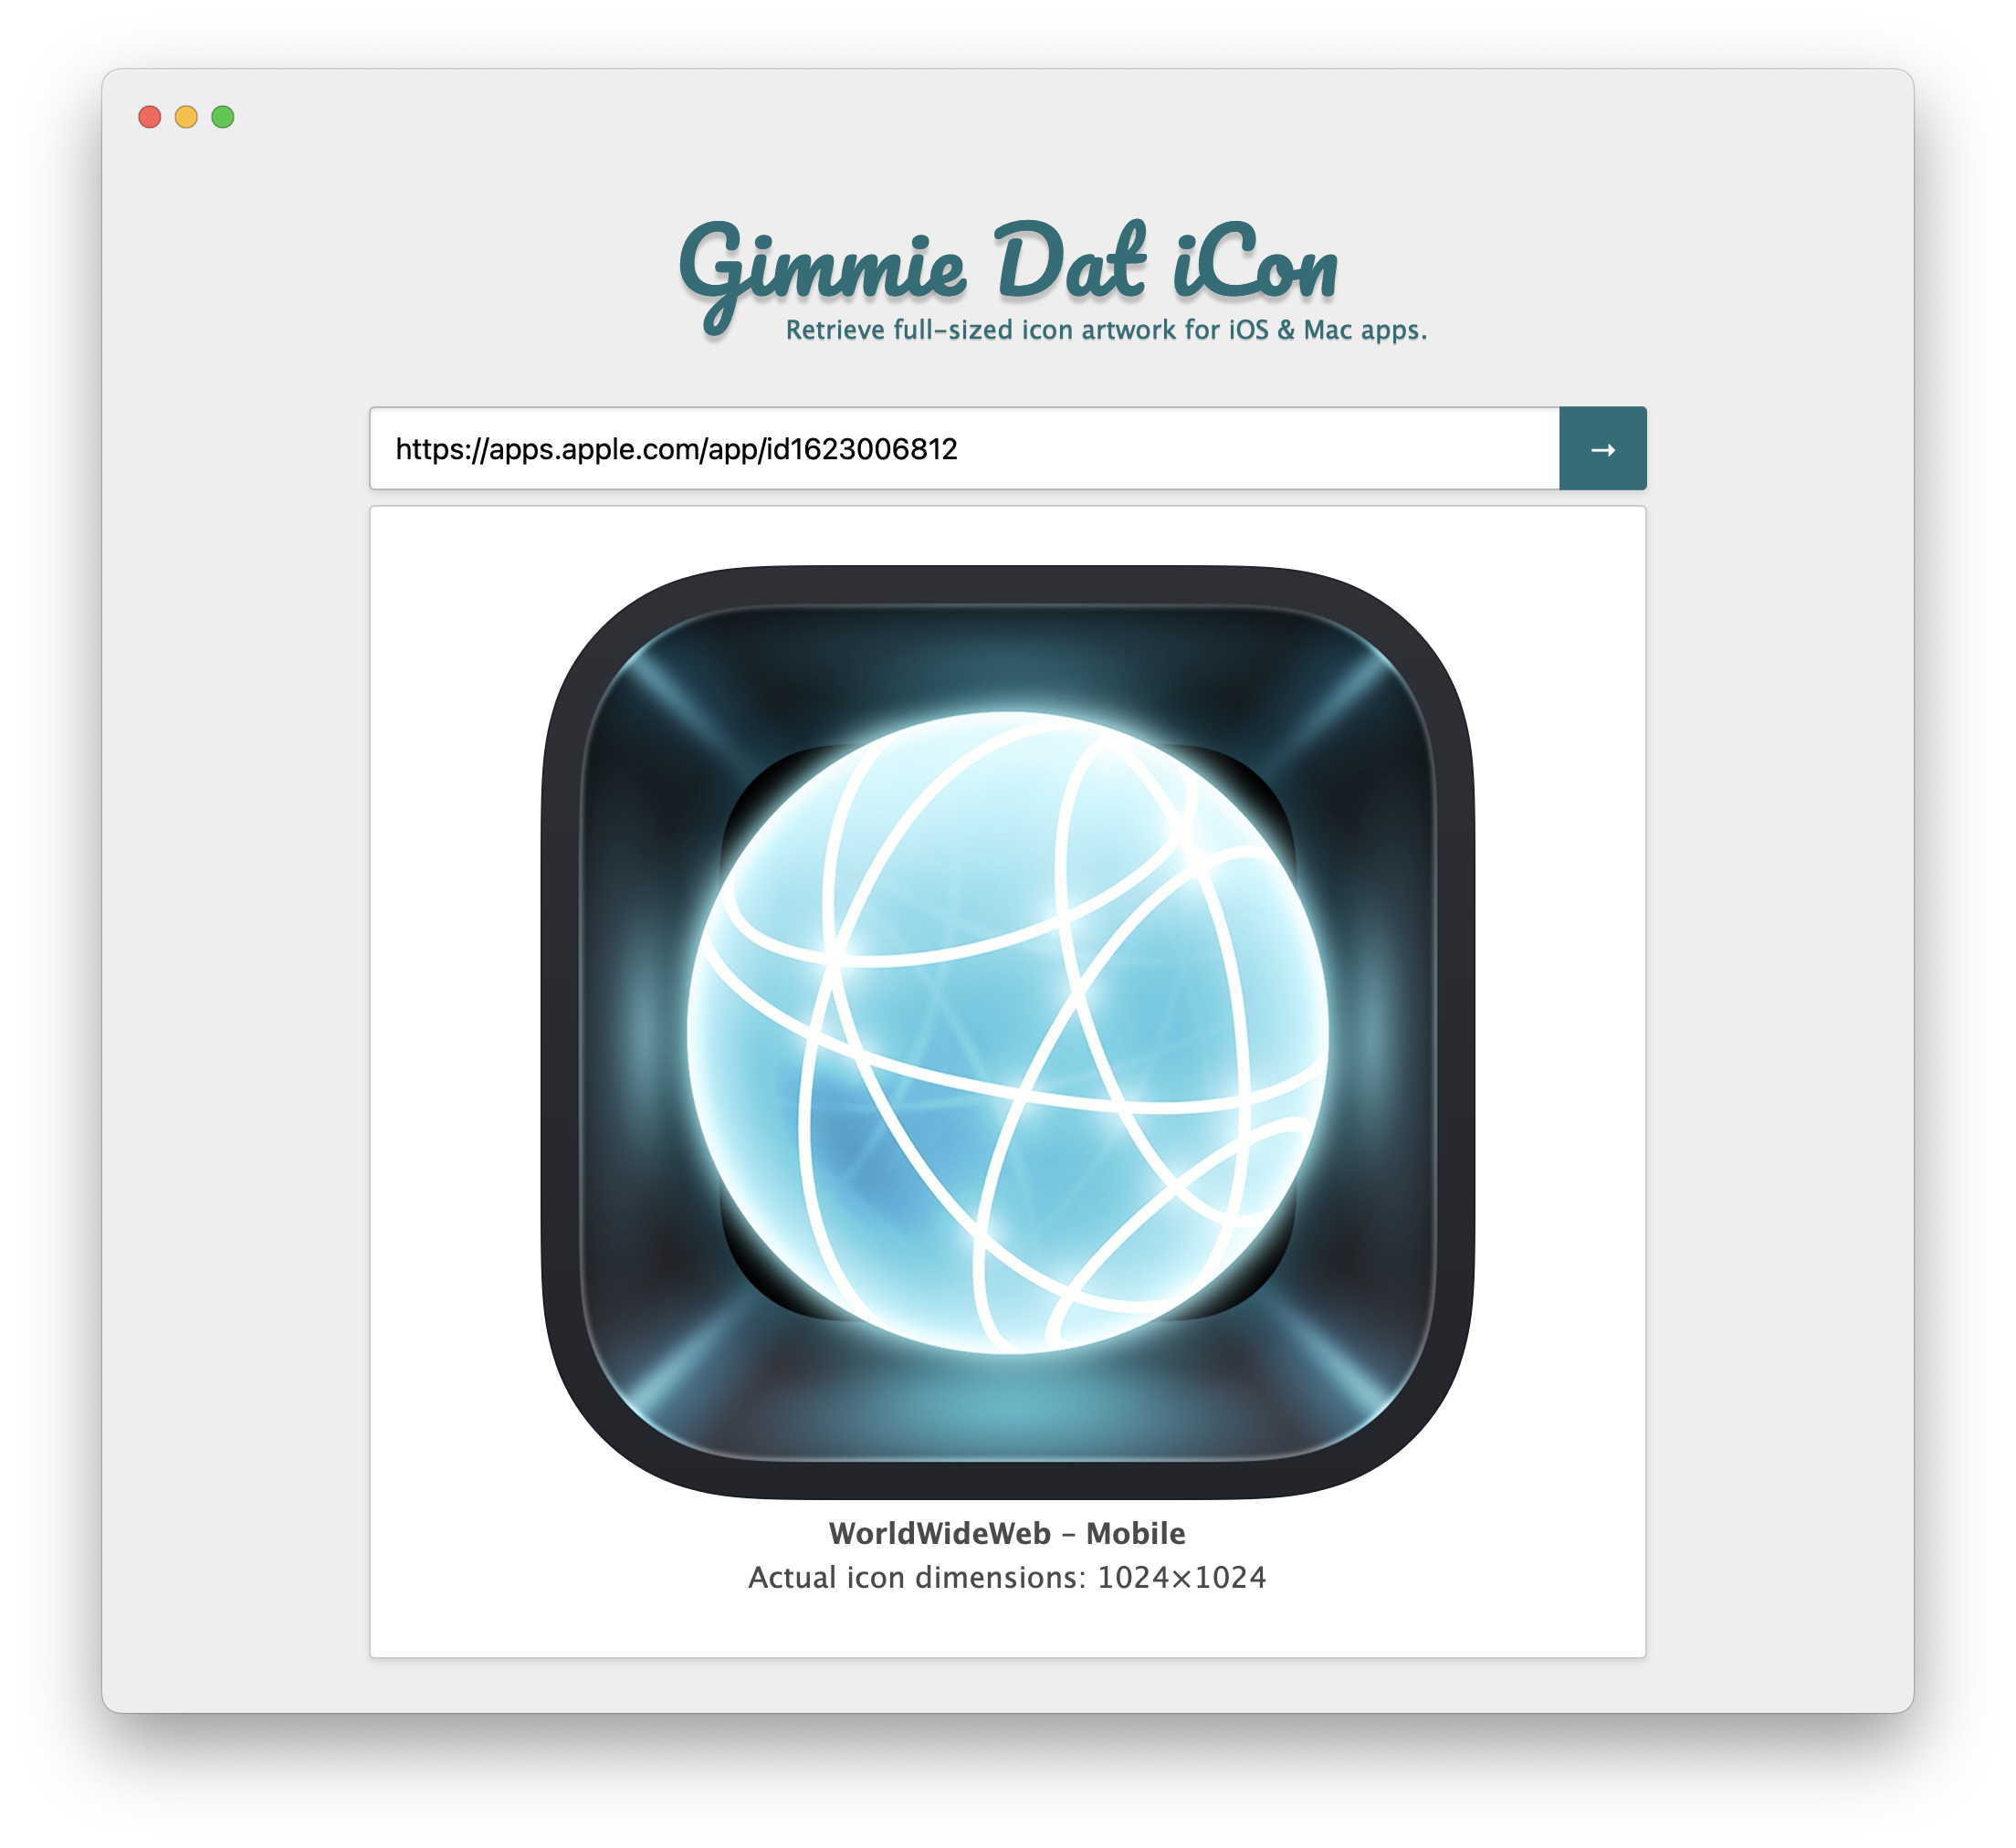 Gimmie Dat iCon
Retrieve full-sized icon artwork for iOS & Mac apps.
https://apps.apple.com/app/id1623006812
→
WorldWideWeb – Mobile
Actual icon dimensions: 1024×1024